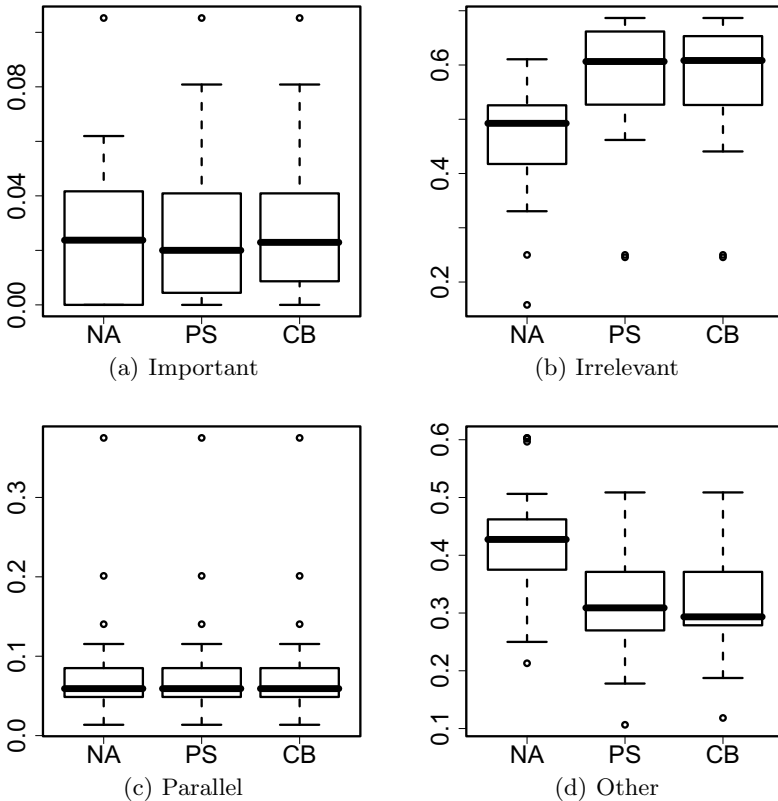 0.08
0.04
0.00
NA PS CB
(a) Important
0.6
0.4
0.2
NA PS CB
(b) Irrelevant
0.3
0.2
0.1
0.0
NA PS CB
(c) Parallel
0.6
0.5
0.4
0.3
0.2
0.1
NA PS CB
(d) Other